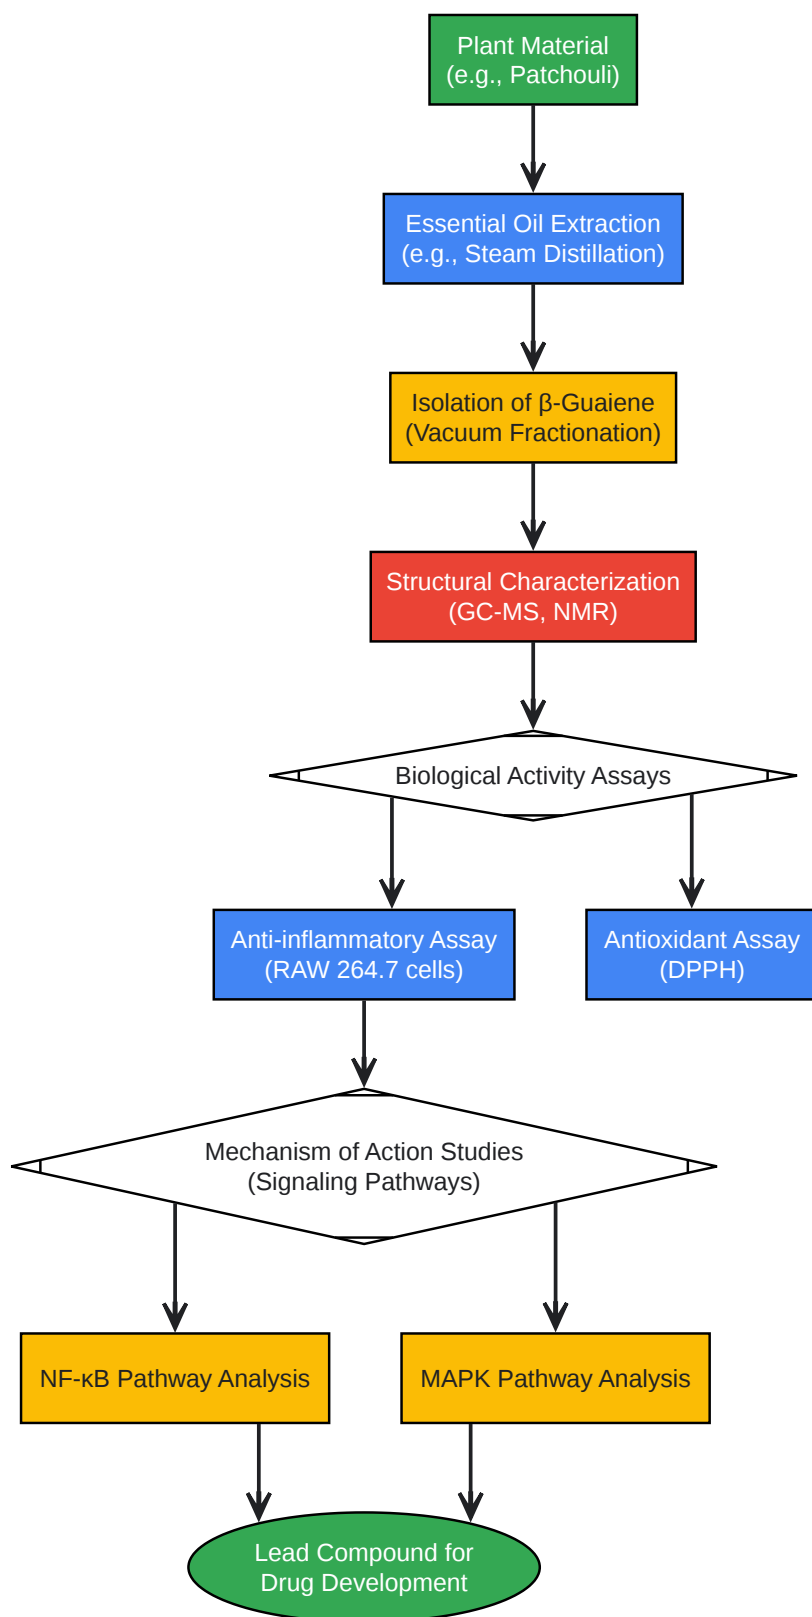 Plant Material
(e.g., Patchouli)
Essential Oil Extraction
(e.g., Steam Distillation)
Isolation of β-Guaiene
(Vacuum Fractionation)
Structural Characterization
(GC-MS, NMR)
Biological Activity Assays
Anti-inflammatory Assay
(RAW 264.7 cells)
Antioxidant Assay
(DPPH)
Mechanism of Action Studies
(Signaling Pathways)
NF-κB Pathway Analysis
MAPK Pathway Analysis
Lead Compound for
Drug Development